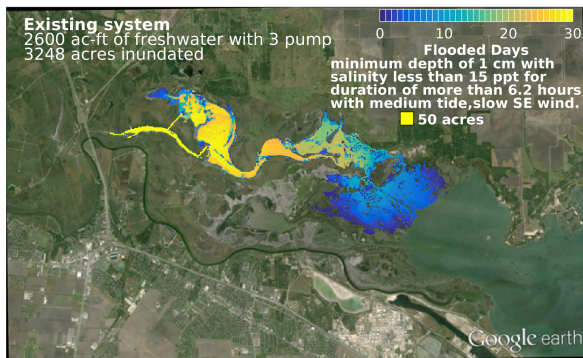 Existing system
2600 ac-ft of freshwater with 3 pump
3248 acres inundated
0 10 20 30
Flooded Days
minimum depth of 1 cm with
salinity less than 15 ppt for
duration of more than 6.2 hours
with medium tide,slow SE wind.
50 acres
Google earth